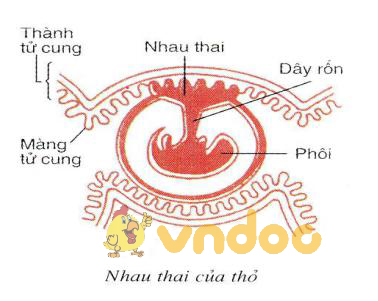 Thành
tử cung
Nhau thai
Dây rốn
Màng
tử cung
Phôi
vndoc
Nhau thai của thỏ